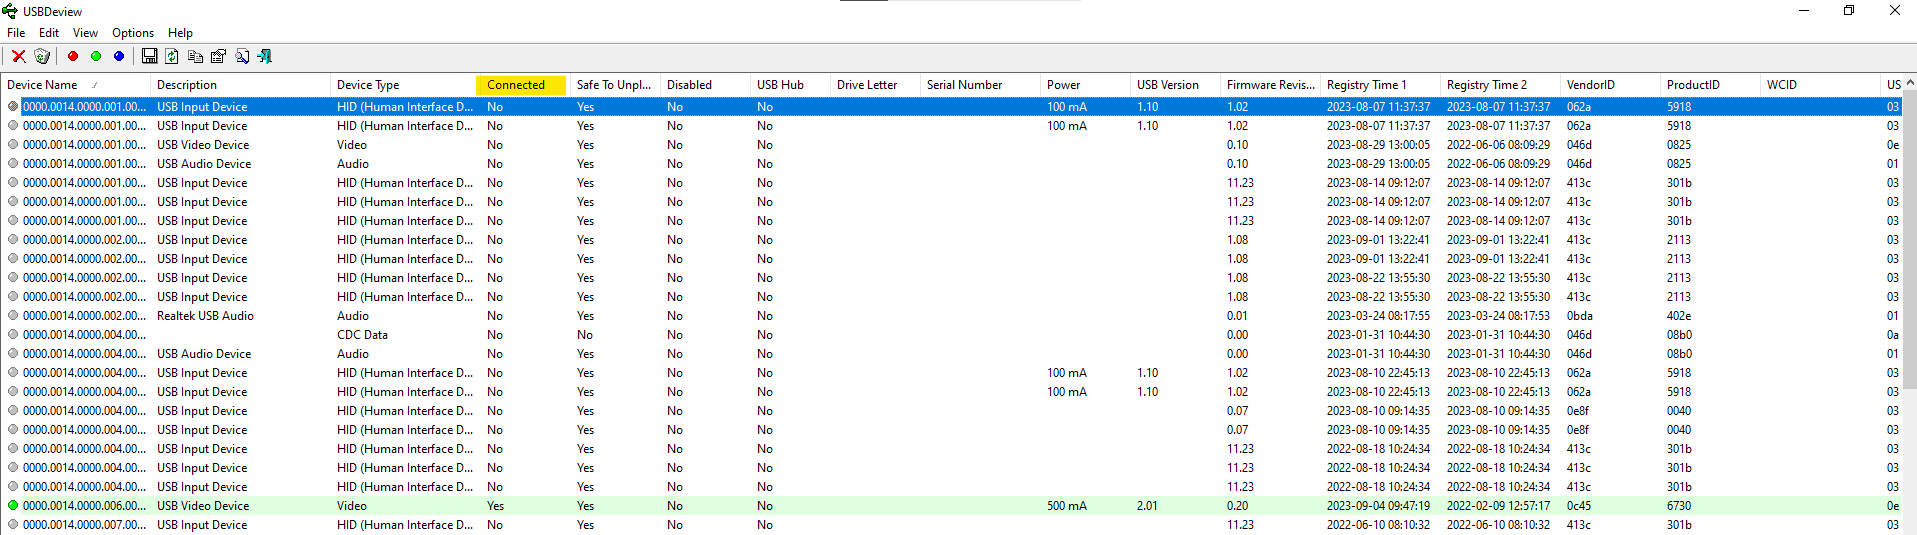 USBDeview
File Edit View Options Help
Device Name Description Device Type Connected Safe To Unpl... Disabled USB Hub Drive Letter Serial Number Power USB Version Firmware Revis... Registry Time 1 Registry Time 2 VendorID ProductID WCID US
0000.0014.0000.001.00... USB Input Device HID (Human Interface D... No Yes No No 100 mA 1.10 1.02 2023-08-07 11:37:37 2023-08-07 11:37:37 062a 5918 03
0000.0014.0000.001.00... USB Input Device HID (Human Interface D... No Yes No No 100 mA 1.10 1.02 2023-08-07 11:37:37 2023-08-07 11:37:37 062a 5918 03
0000.0014.0000.001.00... USB Video Device Video No Yes No No 0.10 2023-08-29 13:00:05 2022-06-06 08:09:29 046d 0825 0e
0000.0014.0000.001.00... USB Audio Device Audio No Yes No No 0.10 2023-08-29 13:00:05 2022-06-06 08:09:29 046d 0825 01
0000.0014.0000.001.00... USB Input Device HID (Human Interface D... No Yes No No 11.23 2023-08-14 09:12:07 2023-08-14 09:12:07 413c 301b 03
0000.0014.0000.001.00... USB Input Device HID (Human Interface D... No Yes No No 11.23 2023-08-14 09:12:07 2023-08-14 09:12:07 413c 301b 03
0000.0014.0000.001.00... USB Input Device HID (Human Interface D... No Yes No No 11.23 2023-08-14 09:12:07 2023-08-14 09:12:07 413c 301b 03
0000.0014.0000.002.00... USB Input Device HID (Human Interface D... No Yes No No 1.08 2023-09-01 13:22:41 2023-09-01 13:22:41 413c 2113 03
0000.0014.0000.002.00... USB Input Device HID (Human Interface D... No Yes No No 1.08 2023-09-01 13:22:41 2023-09-01 13:22:41 413c 2113 03
0000.0014.0000.002.00... USB Input Device HID (Human Interface D... No Yes No No 1.08 2023-08-22 13:55:30 2023-08-22 13:55:30 413c 2113 03
0000.0014.0000.002.00... USB Input Device HID (Human Interface D... No Yes No No 1.08 2023-08-22 13:55:30 2023-08-22 13:55:30 413c 2113 03
0000.0014.0000.002.00... Realtek USB Audio Audio No Yes No No 0.01 2023-03-24 08:17:55 2023-03-24 08:17:53 0bda 402e 01
0000.0014.0000.004.00... CDC Data No No No No 0.00 2023-01-31 10:44:30 2023-01-31 10:44:30 046d 08b0 0a
0000.0014.0000.004.00... USB Audio Device Audio No Yes No No 0.00 2023-01-31 10:44:30 2023-01-31 10:44:30 046d 08b0 01
0000.0014.0000.004.00... USB Input Device HID (Human Interface D... No Yes No No 100 mA 1.10 1.02 2023-08-10 22:45:13 2023-08-10 22:45:13 062a 5918 03
0000.0014.0000.004.00... USB Input Device HID (Human Interface D... No Yes No No 100 mA 1.10 1.02 2023-08-10 22:45:13 2023-08-10 22:45:13 062a 5918 03
0000.0014.0000.004.00... USB Input Device HID (Human Interface D... No Yes No No 0.07 2023-08-10 09:14:35 2023-08-10 09:14:35 0e8f 0040 03
0000.0014.0000.004.00... USB Input Device HID (Human Interface D... No Yes No No 0.07 2023-08-10 09:14:35 2023-08-10 09:14:35 0e8f 0040 03
0000.0014.0000.004.00... USB Input Device HID (Human Interface D... No Yes No No 11.23 2022-08-18 10:24:34 2022-08-18 10:24:34 413c 301b 03
0000.0014.0000.004.00... USB Input Device HID (Human Interface D... No Yes No No 11.23 2022-08-18 10:24:34 2022-08-18 10:24:34 413c 301b 03
0000.0014.0000.004.00... USB Input Device HID (Human Interface D... No Yes No No 11.23 2022-08-18 10:24:34 2022-08-18 10:24:34 413c 301b 03
0000.0014.0000.006.00... USB Video Device Video Yes Yes No No 500 mA 2.01 0.20 2023-09-04 09:47:19 2022-02-09 12:57:17 0c45 6730 0e
0000.0014.0000.007.00... USB Input Device HID (Human Interface D... No Yes No No 11.23 2022-06-10 08:10:32 2022-06-10 08:10:32 413c 301b 03